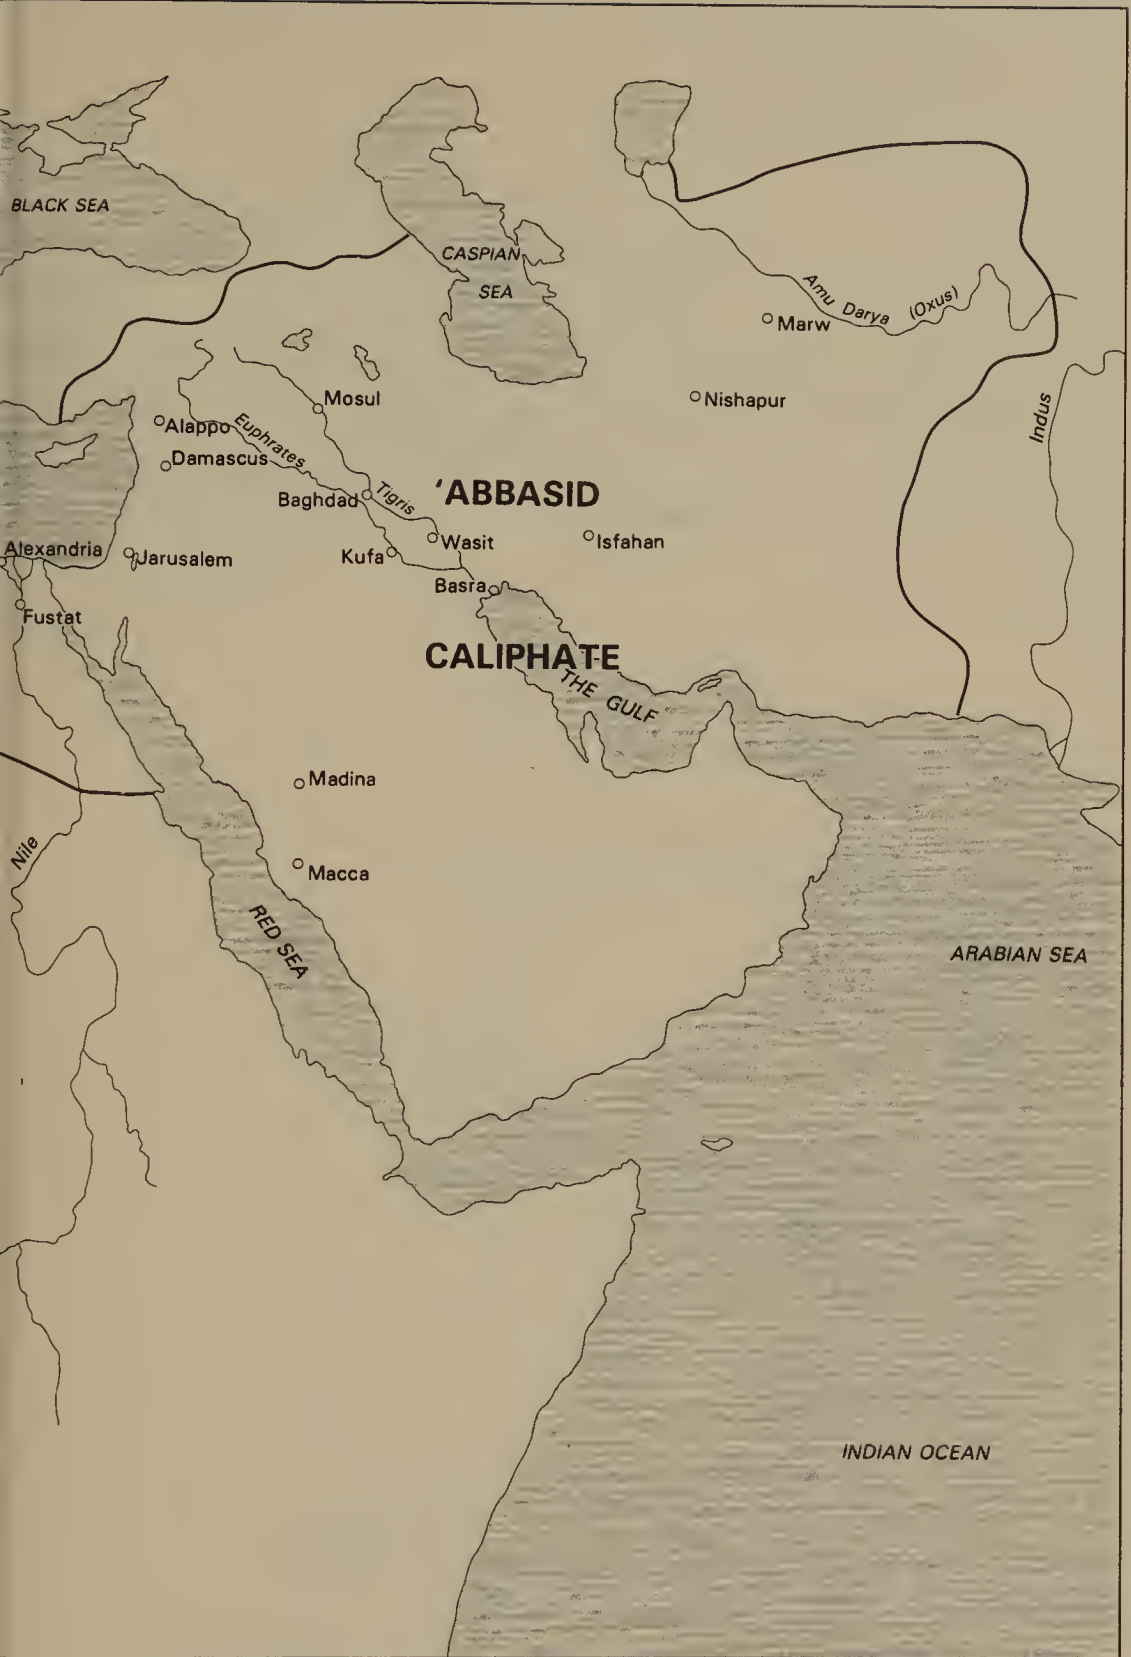 BLACK SEA
CASPIAN
SEA
Amu Darya (Oxus)
Marw
Mosul
Nishapur
Indus
Alappo
Euphrates
Damascus
Baghdad
Tigris
'ABBASID
Alexandria
Jarusalem
Kufa
Wasit
Isfahan
Basra
Fustat
CALIPHATE
THE GULF
Madina
Nile
Macca
RED SEA
ARABIAN SEA
INDIAN OCEAN